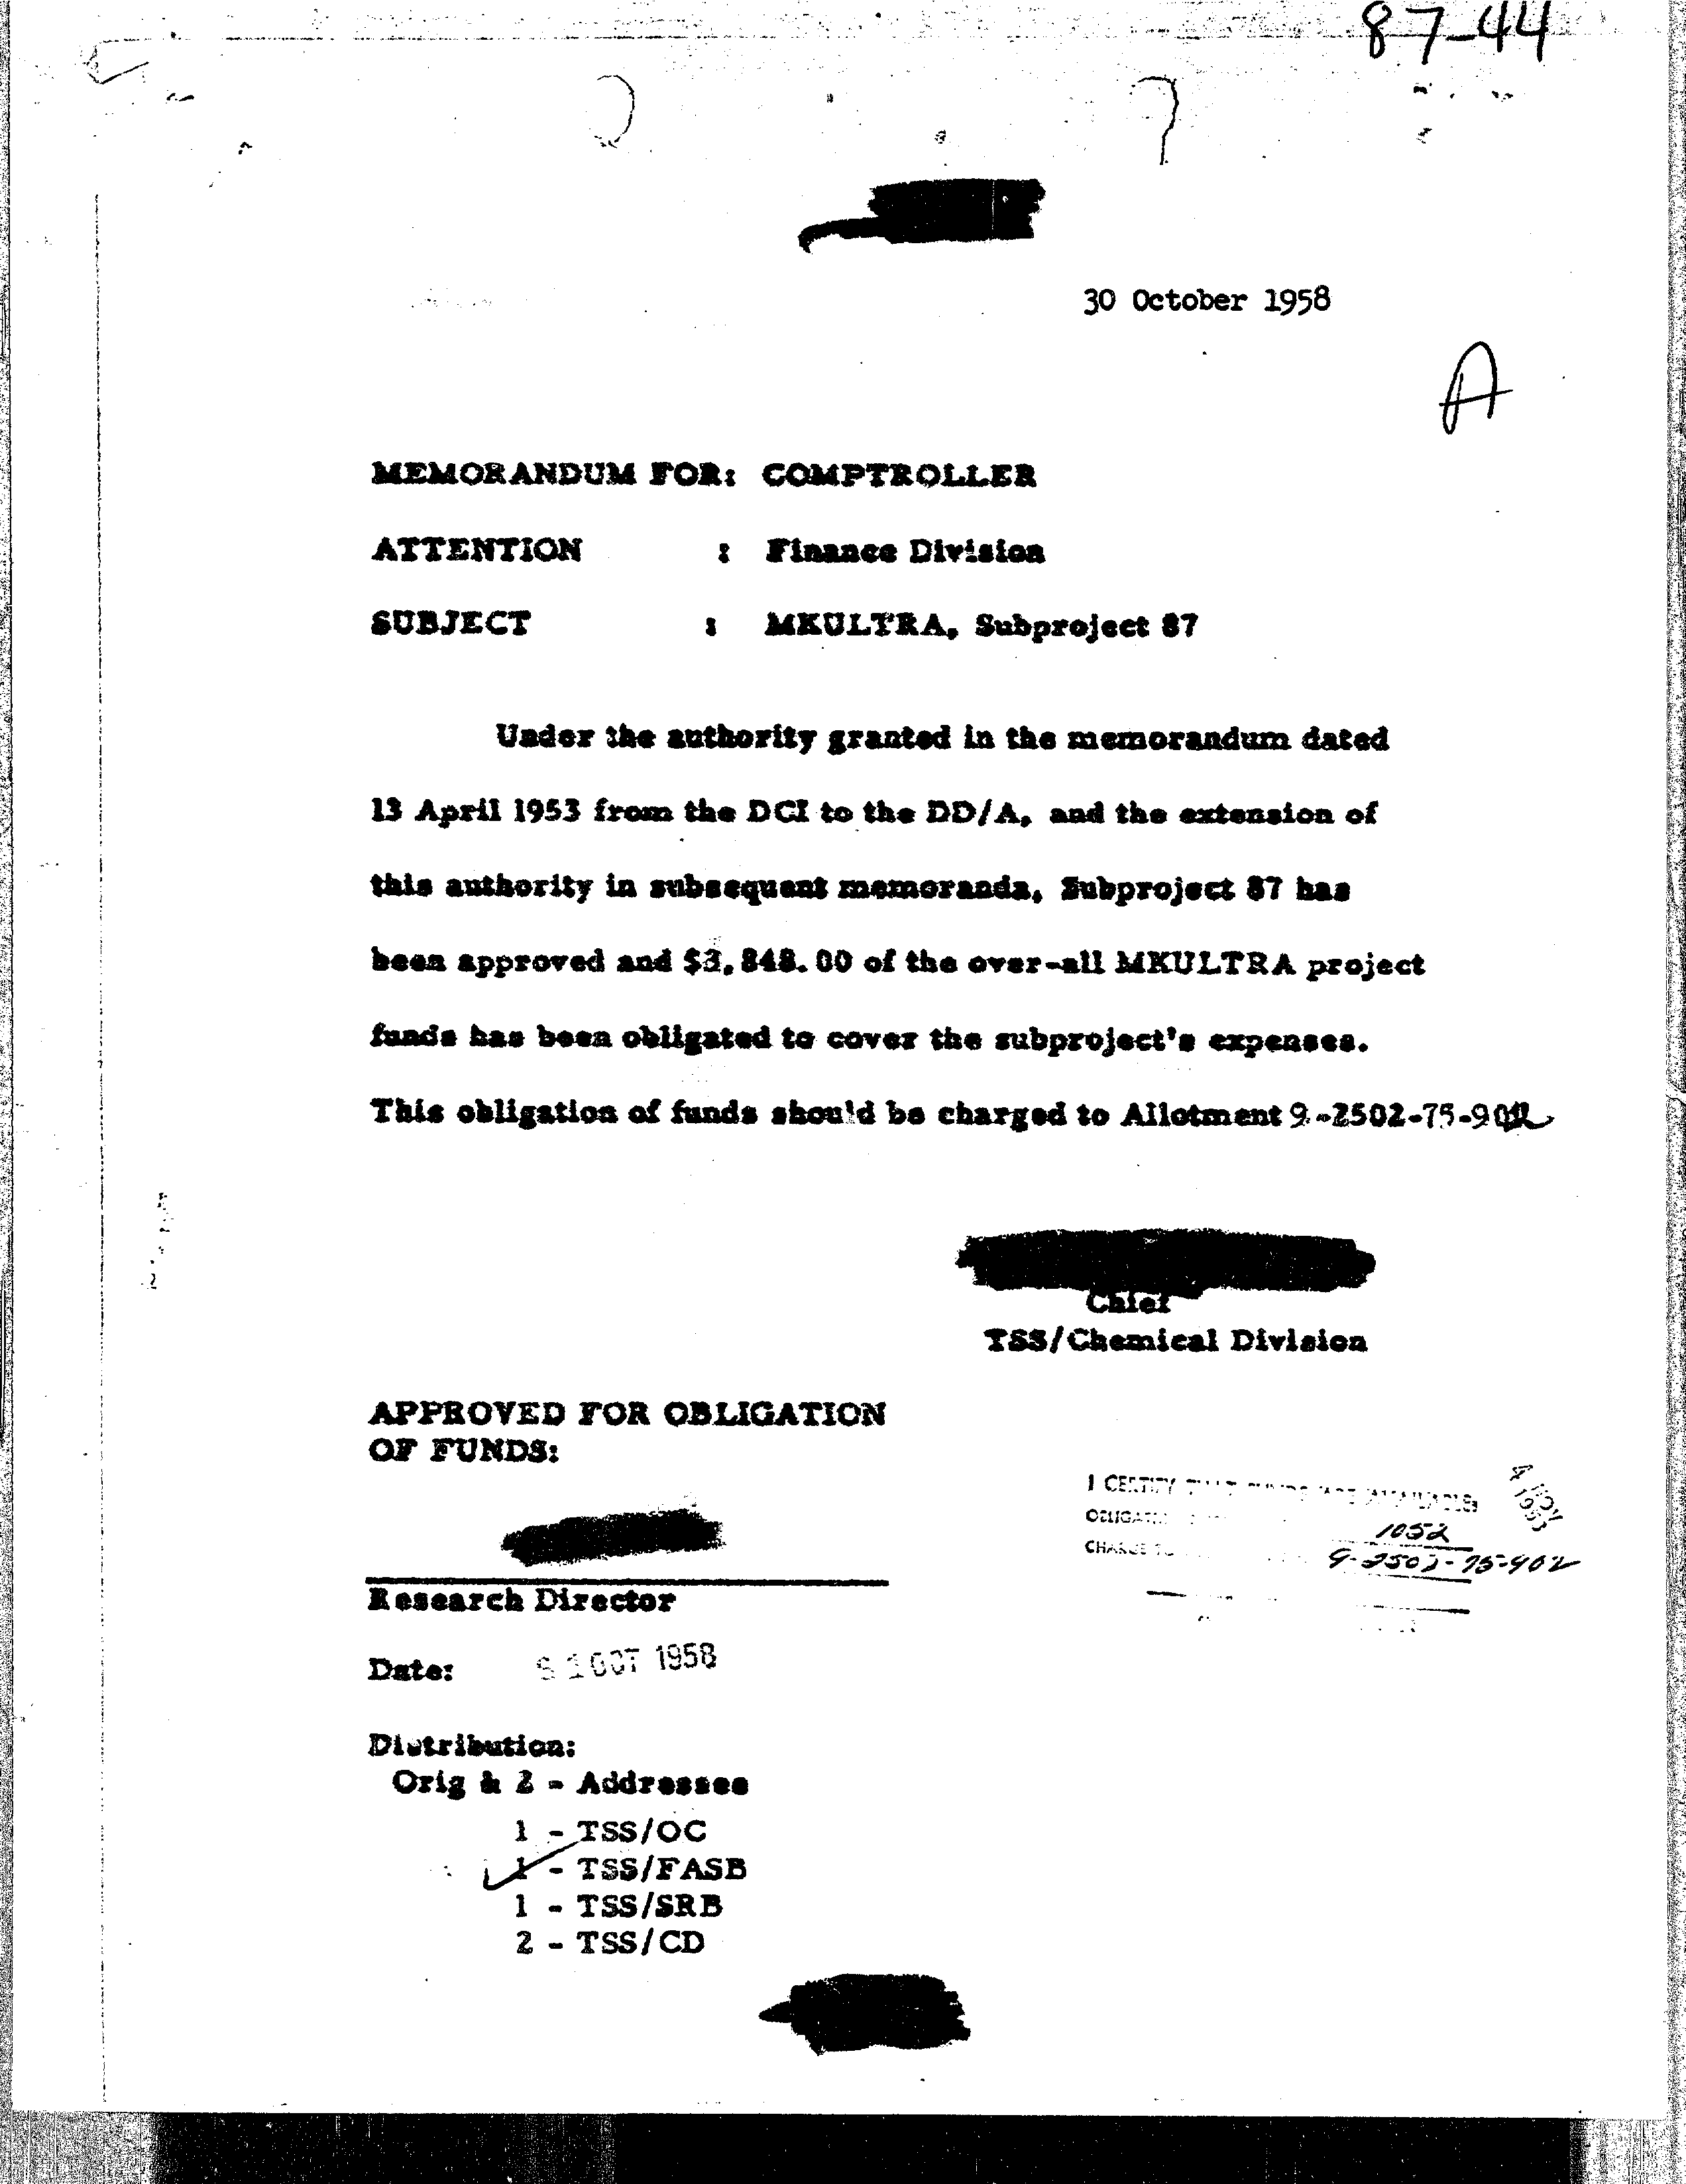 87-44
30 October 1958
A
MEMORANDUM FOR: COMPTROLLER
ATTENTION : Finance Division
SUBJECT : MKULTRA, Subproject 87
Under the authority granted in the memorandum dated
13 April 1953 from the DCI to the DD/A, and the extension of
this authority in subsequent memoranda, Subproject 87 has
been approved and $3,848.00 of the over-all MKULTRA project
funds has been obligated to cover the subproject's expenses.
This obligation of funds should be charged to Allotment 9-2502-75-902
Chief
TSS/Chemical Division
APPROVED FOR OBLIGATION
OF FUNDS:
I CERTIFY
1052
CHARGE TO
9-2502-75-902
Research Director
Date: OCT 1958
Distribution:
Orig & 2 - Addressee
1 - TSS/OC
1 - TSS/FASB
1 - TSS/SRB
2 - TSS/CD